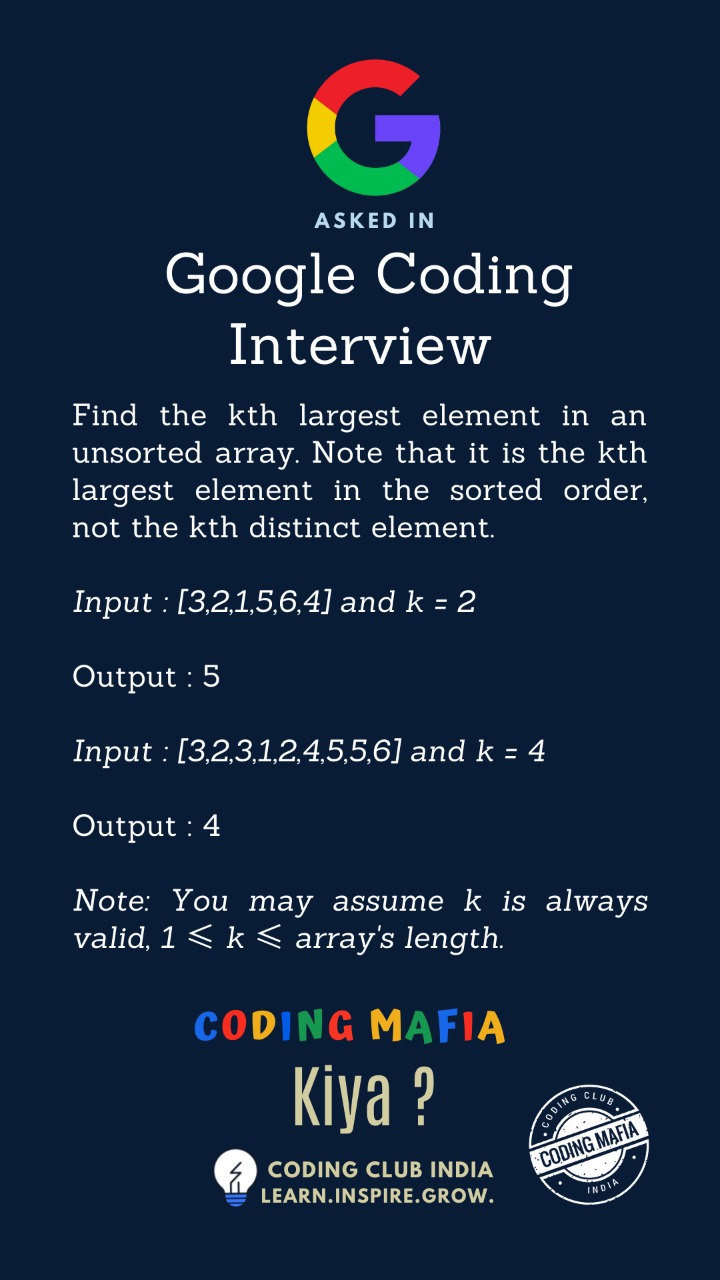 ASKED IN
Google Coding
Interview
Find the kth largest element in an
unsorted array. Note that it is the kth
largest element in the sorted order,
not the kth distinct element.
Input : [3,2,1,5,6,4] and k = 2
Output : 5
Input : [3,2,3,1,2,4,5,5,6] and k = 4
Output : 4
Note: You may assume k is always
valid, 1 ⩽ k ⩽ array's length.
CODING MAFIA
Kiya ?
CODING CLUB INDIA
LEARN.INSPIRE.GROW.
CODING CLUB
CODING MAFIA
INDIA